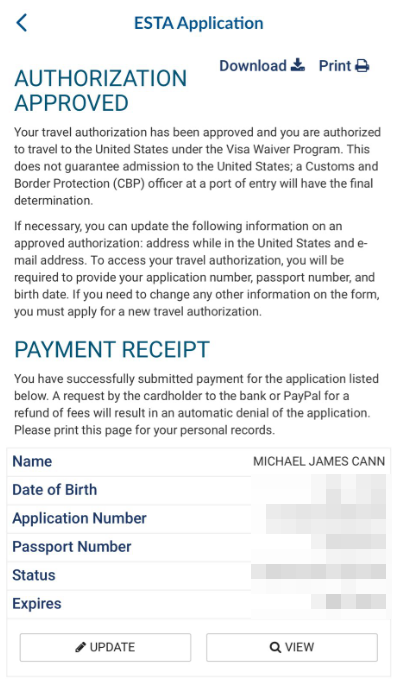 ESTA Application
Download Print
AUTHORIZATION
APPROVED
Your travel authorization has been approved and you are authorized
to travel to the United States under the Visa Waiver Program. This
does not guarantee admission to the United States; a Customs and
Border Protection (CBP) officer at a port of entry will have the final
determination.
If necessary, you can update the following information on an
approved authorization: address while in the United States and e-
mail address. To access your travel authorization, you will be
required to provide your application number, passport number, and
birth date. If you need to change any other information on the form,
you must apply for a new travel authorization.
PAYMENT RECEIPT
You have successfully submitted payment for the application listed
below. A request by the cardholder to the bank or PayPal for a
refund of fees will result in an automatic denial of the application.
Please print this page for your personal records.
Name MICHAEL JAMES CANN
Date of Birth
Application Number
Passport Number
Status
Expires
UPDATE VIEW